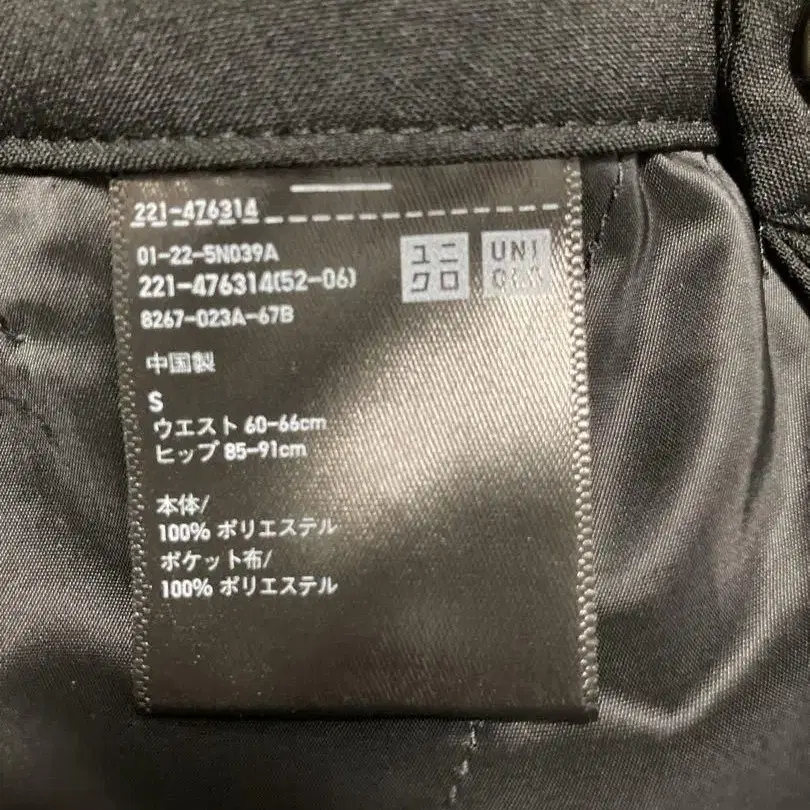 221-476314
01-22-5N039A
221-476314(52-06)
8267-023A-67B
ユニ
クロ
UNI
QLO
中国製
S
ウエスト 60-66cm
ヒップ 85-91cm
本体/
100% ポリエステル
ポケット布/
100% ポリエステル